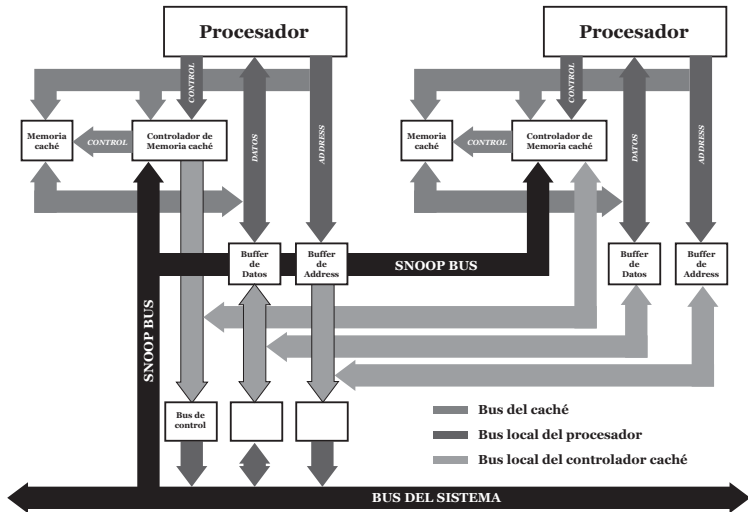 Procesador
Procesador
CONTROL
DATOS
ADDRESS
CONTROL
DATOS
ADDRESS
Memoria
caché
CONTROL
Controlador de
Memoria caché
Memoria
caché
CONTROL
Controlador de
Memoria caché
Buffer
de
Datos
Buffer
de
Address
SNOOP BUS
Buffer
de
Datos
Buffer
de
Address
SNOOP BUS
Bus de
control
Bus del caché
Bus local del procesador
Bus local del controlador caché
BUS DEL SISTEMA